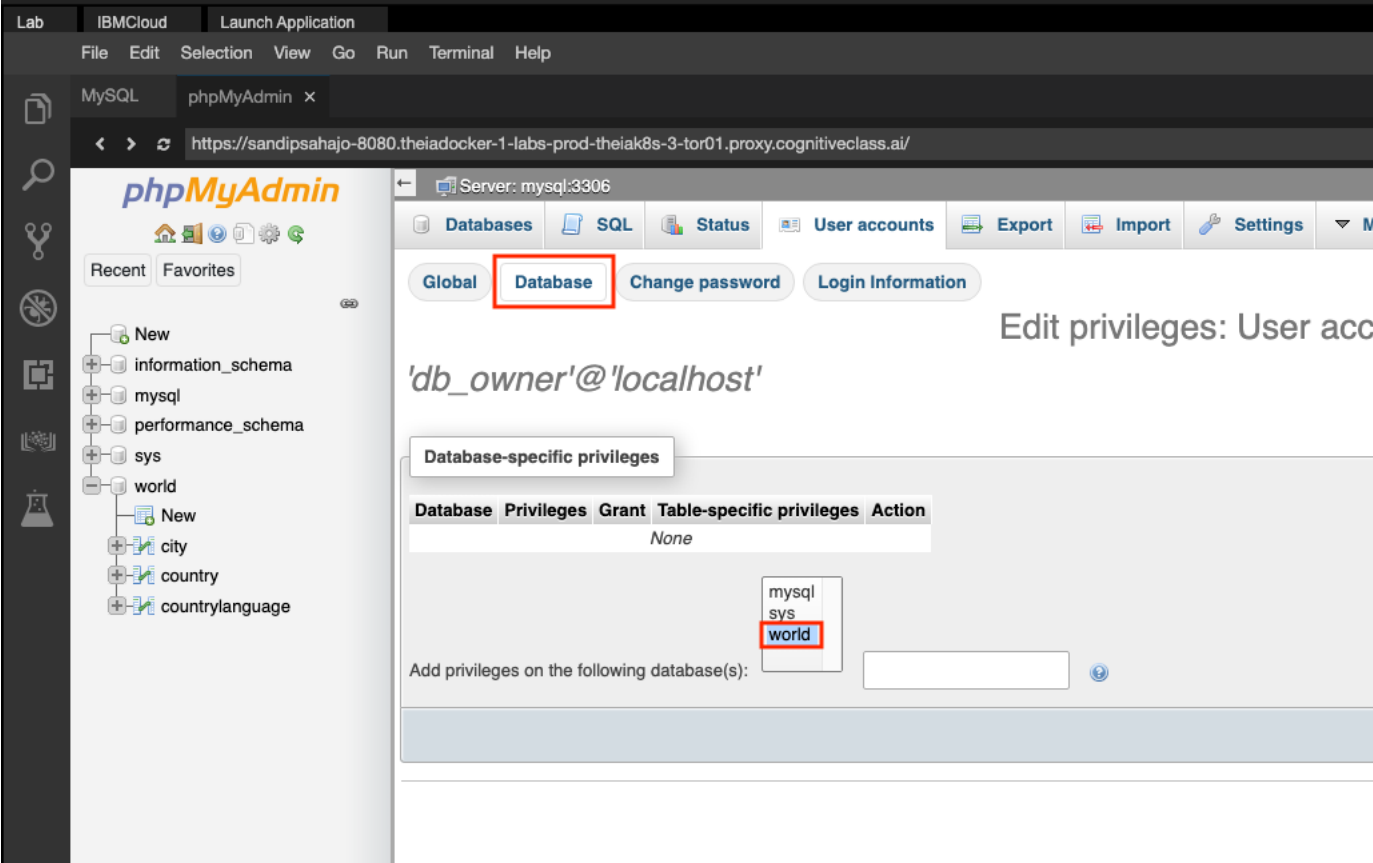 Lab IBMCloud Launch Application
File Edit Selection View Go Run Terminal Help
MySQL phpMyAdmin ×
https://sandipsahajo-8080.theiadocker-1-labs-prod-theiak8s-3-tor01.proxy.cognitiveclass.ai/
phpMyAdmin
Recent Favorites
New
information_schema
mysql
performance_schema
sys
world
New
city
country
countrylanguage
Server: mysql:3306
Databases SQL Status User accounts Export Import Settings M
Global Database Change password Login Information
Edit privileges: User acc
'db_owner'@'localhost'
Database-specific privileges
Database Privileges Grant Table-specific privileges Action
None
mysql
sys
world
Add privileges on the following database(s):